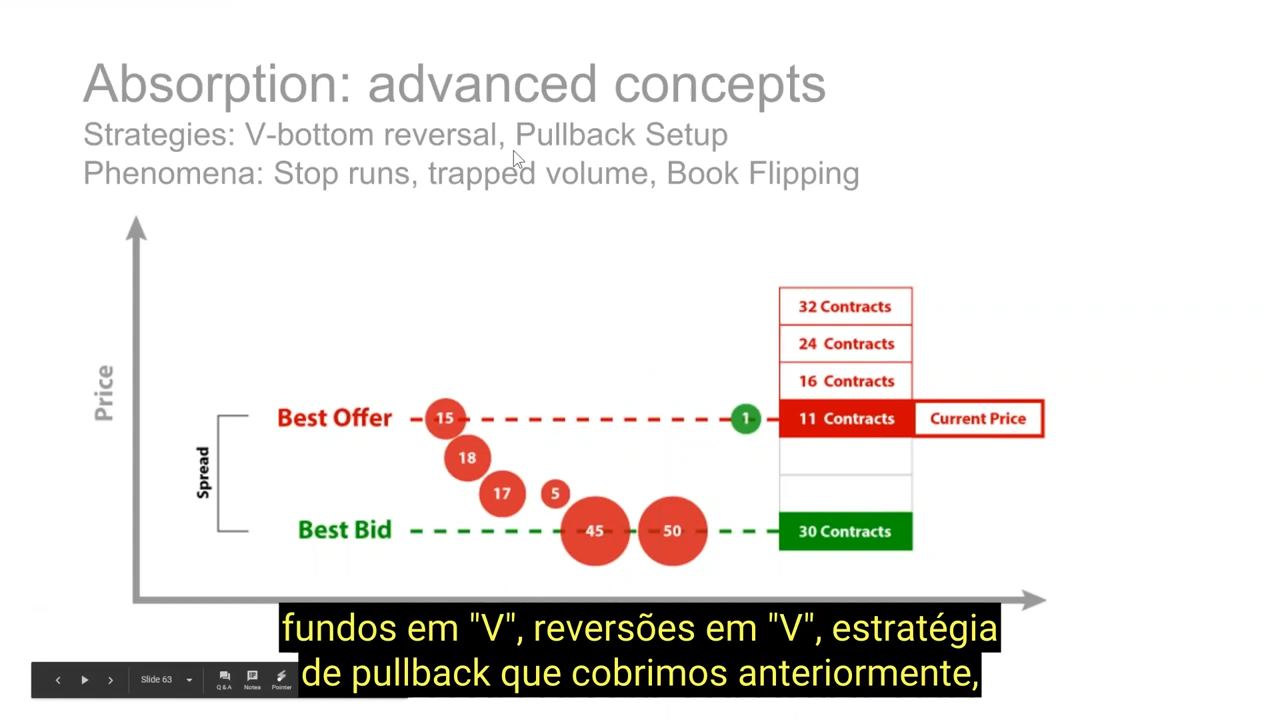 Absorption: advanced concepts
Strategies: V-bottom reversal, Pullback Setup
Phenomena: Stop runs, trapped volume, Book Flipping
Price
Spread
32 Contracts
24 Contracts
16 Contracts
Best Offer 15 1 11 Contracts Current Price
18
17 5
Best Bid 45 50 30 Contracts
fundos em "V", reversões em "V", estratégia
de pullback que cobrimos anteriormente,
Slide 63
Q & A Notes Pointer